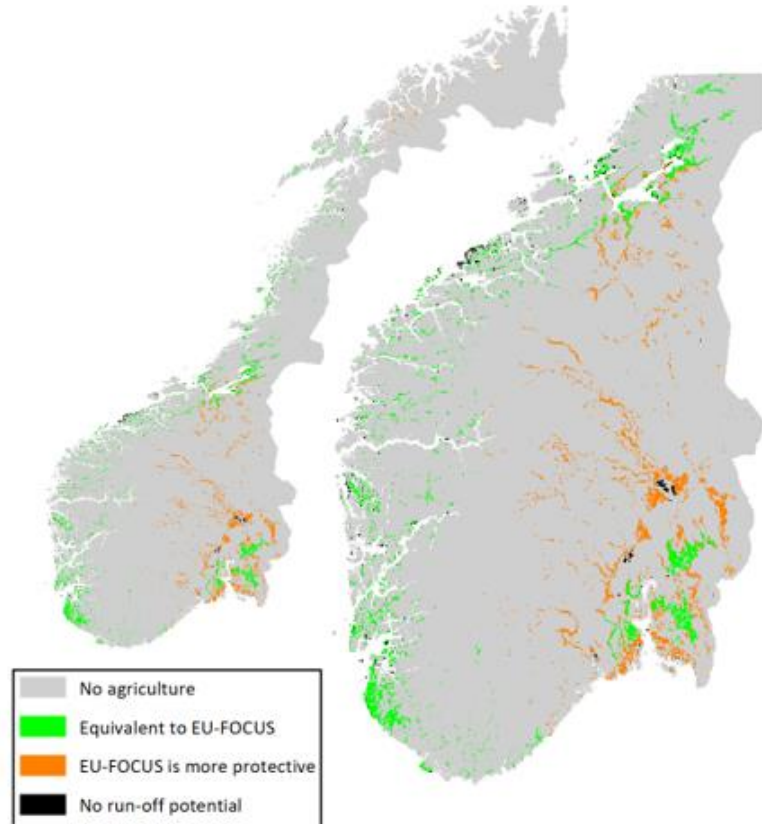 No agriculture
Equivalent to EU-FOCUS
EU-FOCUS is more protective
No run-off potential